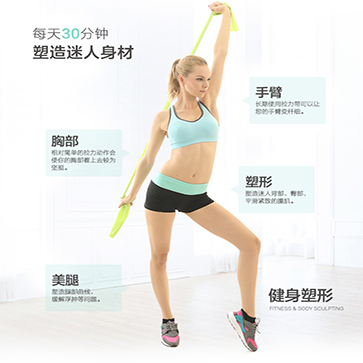 每天30分钟
塑造迷人身材
手臂
长期使用拉力带可以让
您的手臂变纤细。
胸部
相对简单的拉力动作会
使你的胸部看上去较为
坚挺。
塑形
塑造迷人背部、臀部、
平滑紧致的腹肌。
美腿
塑造腿部曲线，
缓解浮肿等问题。
健身塑形
FITNESS & BODY SCULPTING